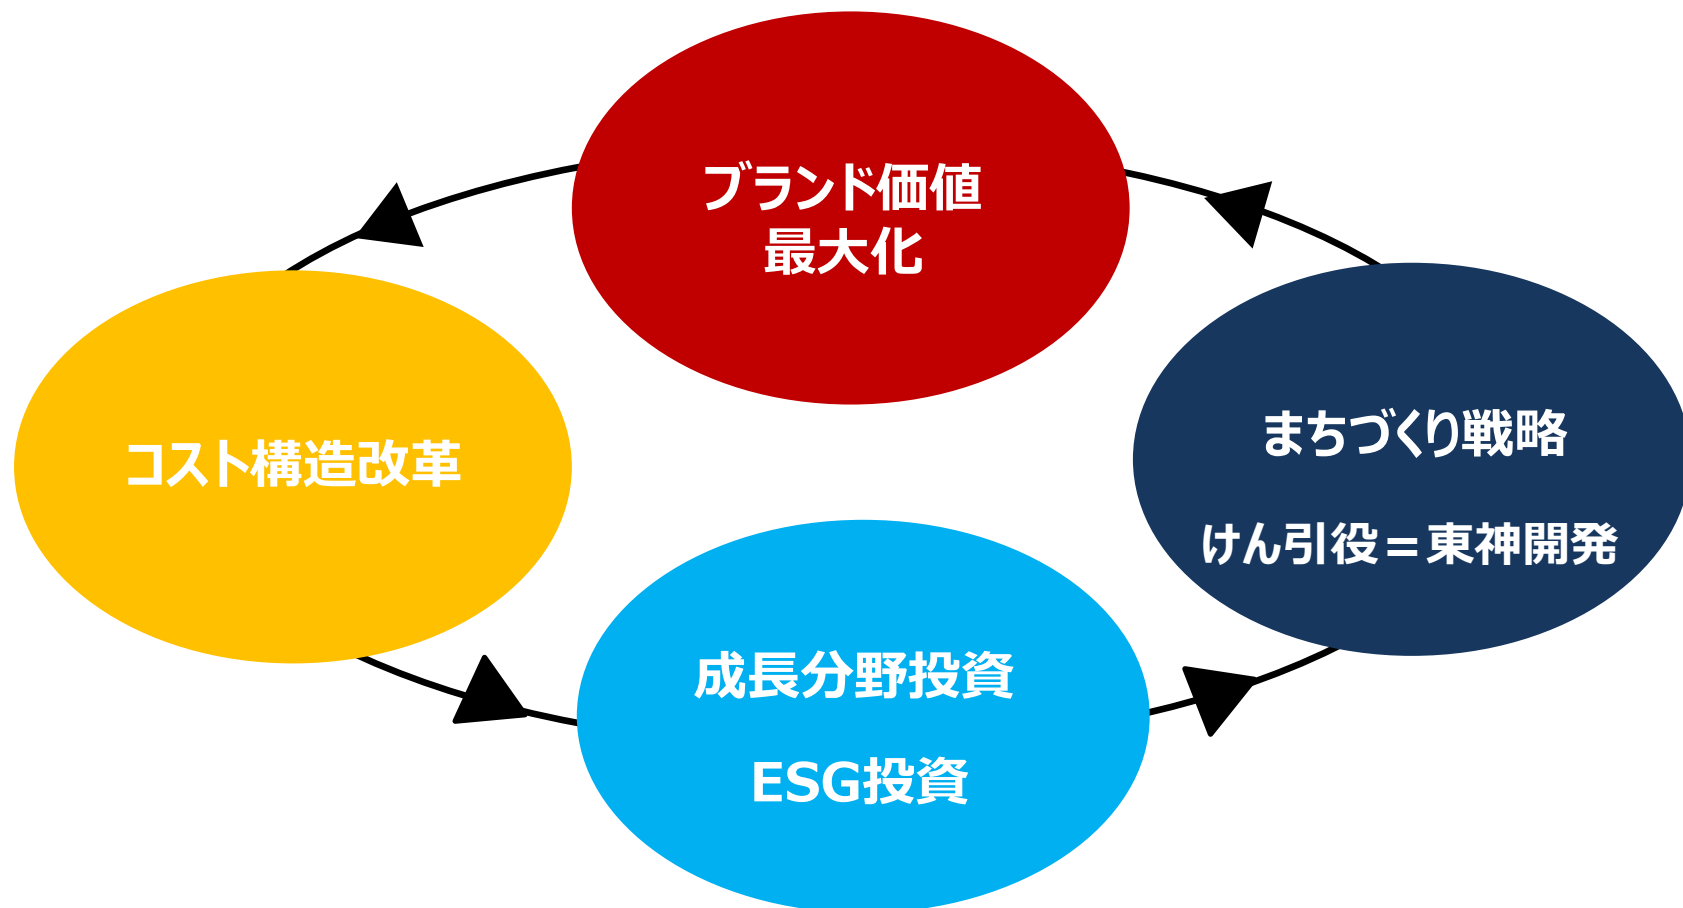 ブランド価値
最大化
コスト構造改革
まちづくり戦略
けん引役＝東神開発
成長分野投資
ESG投資